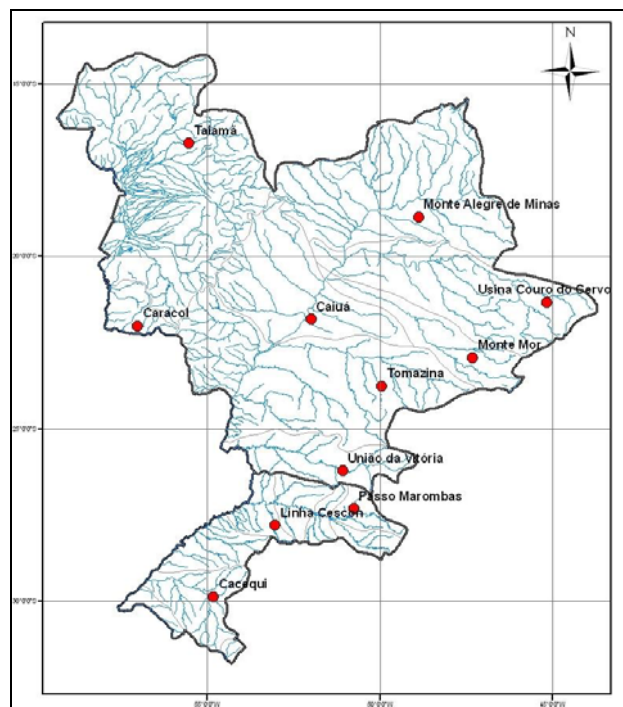 N
Taiamã
Monte Alegre de Minas
Usina Couro do Cervo
Caracol
Caiuá
Monte Mor
Tomazina
União da Vitória
Passo Marombas
Linha Cescon
Cacequi